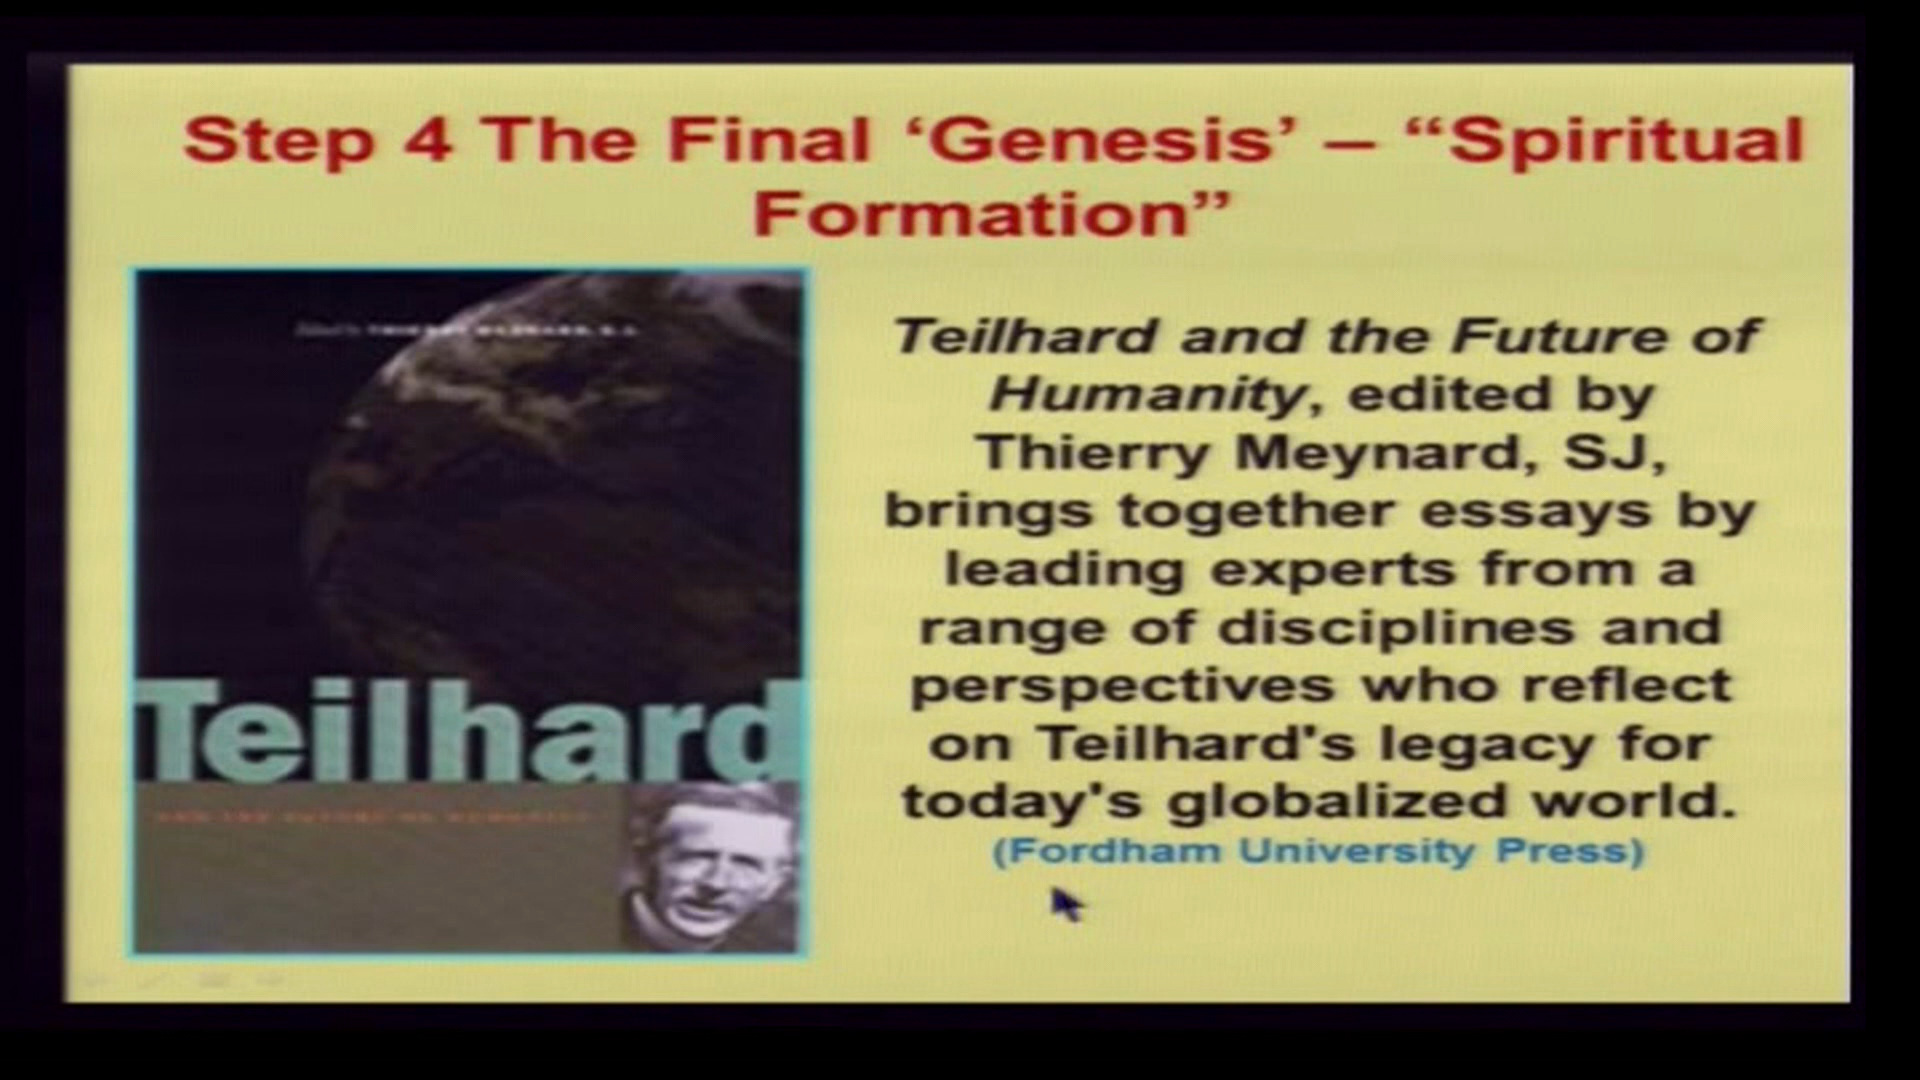 Step 4 The Final ‘Genesis’ – “Spiritual
Formation”
Teilhard
Teilhard and the Future of
Humanity, edited by
Thierry Meynard, SJ,
brings together essays by
leading experts from a
range of disciplines and
perspectives who reflect
on Teilhard's legacy for
today's globalized world.
(Fordham University Press)